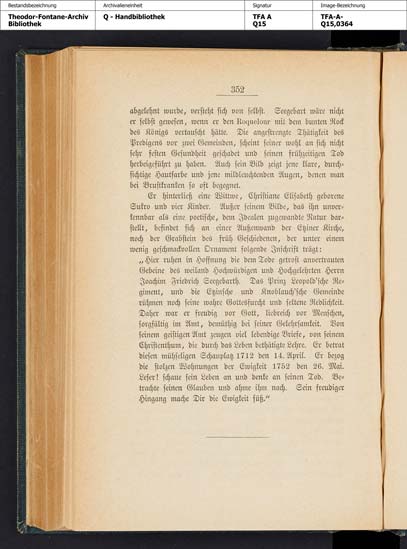 Bestandsbezeichnung
Theodor-Fontane-Archiv
Bibliothek
Archivalieneinheit
Q - Handbibliothek
Signatur
TFA A
Q15
Image-Bezeichnung
TFA-A-
Q15,0364
352
abgelehnt wurde, versteht sich von selbst. Seegebart wäre nicht
er selbst gewesen, wenn er den Roquelour mit dem bunten Rock
des Königs vertauscht hätte. Die angestrengte Thätigkeit des
Predigens vor zwei Gemeinden, scheint seiner wohl an sich nicht
sehr festen Gesundheit geschadet und seinen frühzeitigen Tod
herbeigeführt zu haben. Auch sein Bild zeigt jene klare, durch-
sichtige Hautfarbe und jene mildleuchtenden Augen, denen man
bei Brustkranken so oft begegnet.
Er hinterließ eine Wittwe, Christiane Elisabeth geborene
Sukro und vier Kinder. Außer seinem Bilde, das ihn unver-
kennbar als eine poetische, dem Idealen zugewandte Natur dar-
stellt, befindet sich an einer Außenwand der Etziner Kirche,
noch der Grabstein des früh Geschiedenen, der unter einem
wenig geschmackvollen Ornament folgende Inschrift trägt:
„Hier ruhen in Hoffnung die dem Tode getrost anvertrauten
Gebeine des weiland Hochwürdigen und Hochgelehrten Herrn
Joachim Friedrich Seegebarth. Das Prinz Leopold'sche Re-
giment, und die Etzinsche und Knoblauch'sche Gemeinde
rühmen noch seine wahre Gottesfurcht und seltene Redlichkeit.
Daher war er freudig vor Gott, liebreich vor Menschen,
sorgfältig im Amt, demüthig bei seiner Gelehrsamkeit. Von
seinem geistigen Amt zeugen viel lebendige Briefe, von seinem
Christenthum, die durch das Leben bethätigte Lehre. Er betrat
diesen mühseligen Schauplatz 1712 den 14. April. Er bezog
die stolzen Wohnungen der Ewigkeit 1752 den 26. Mai.
Leser! schaue sein Leben an und denke an seinen Tod. Be-
trachte seinen Glauben und ahme ihm nach. Sein freudiger
Hingang mache Dir die Ewigkeit süß.“